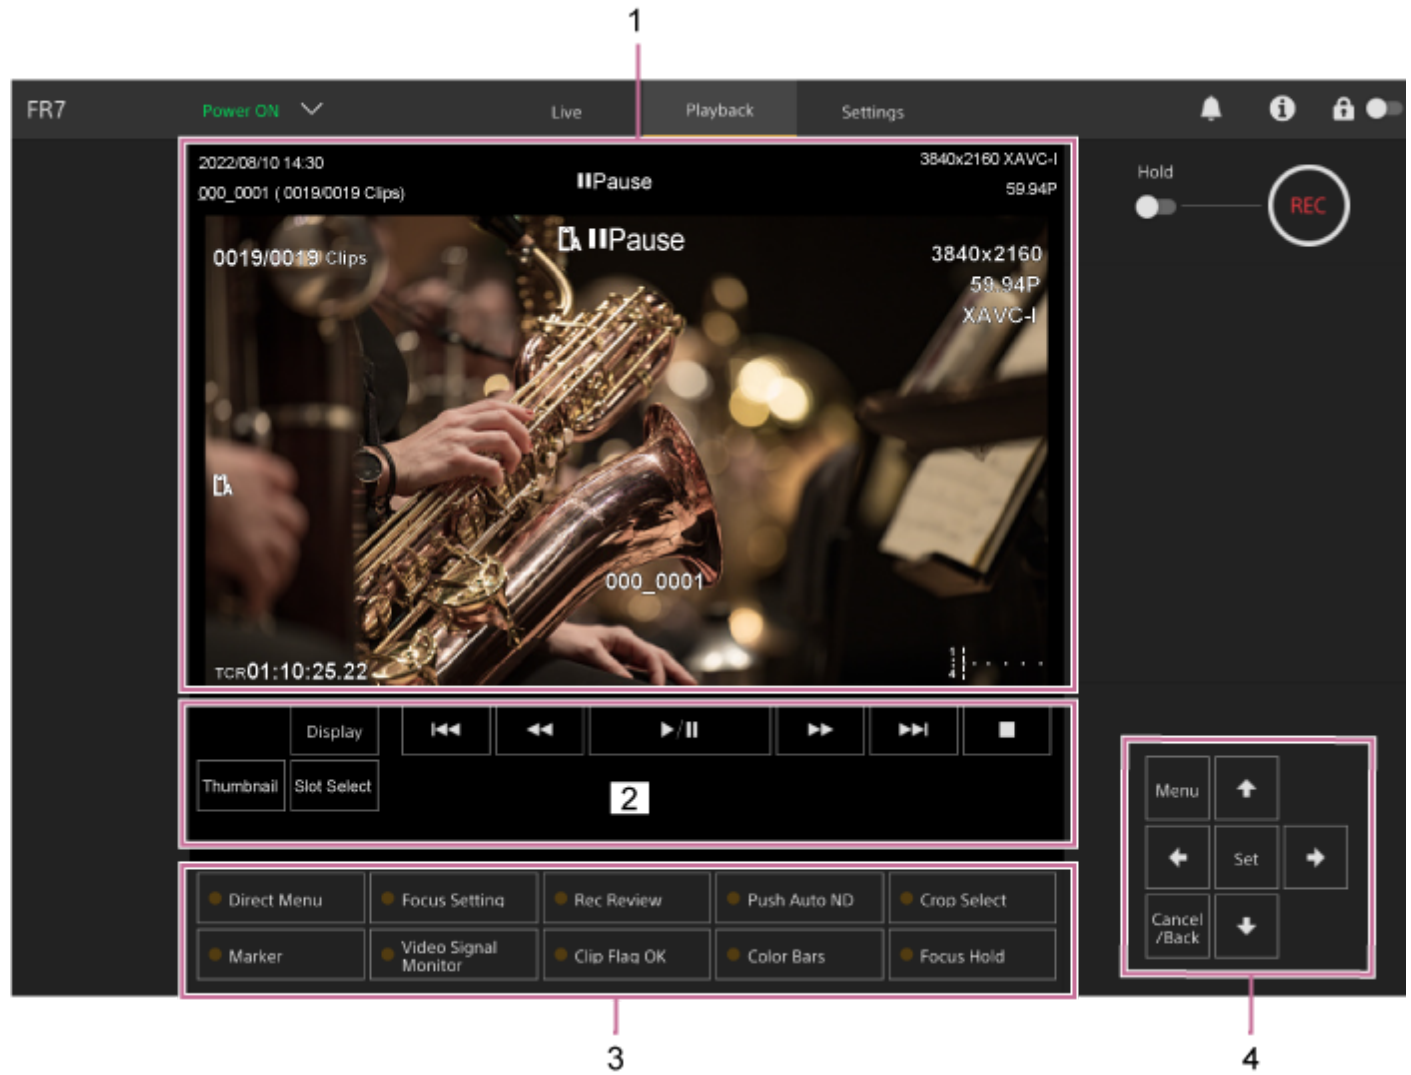 1
FR7
Power ON
Live
Playback
Settings
2022/08/10 14:30
000_0001 ( 0019/0019 Clips)
Pause
3840x2160 XAVC-I
59.94P
Hold
REC
0019/0019 Clips
A Pause
3840x2160
59.94P
XAVC-I
A
000_0001
TCR01:10:25.22
1
4
Display
Thumbnail
Slot Select
2
Menu
Set
Cancel
/Back
Direct Menu
Focus Setting
Rec Review
Push Auto ND
Crop Select
Marker
Video Signal
Monitor
Clip Flag OK
Color Bars
Focus Hold
3
4